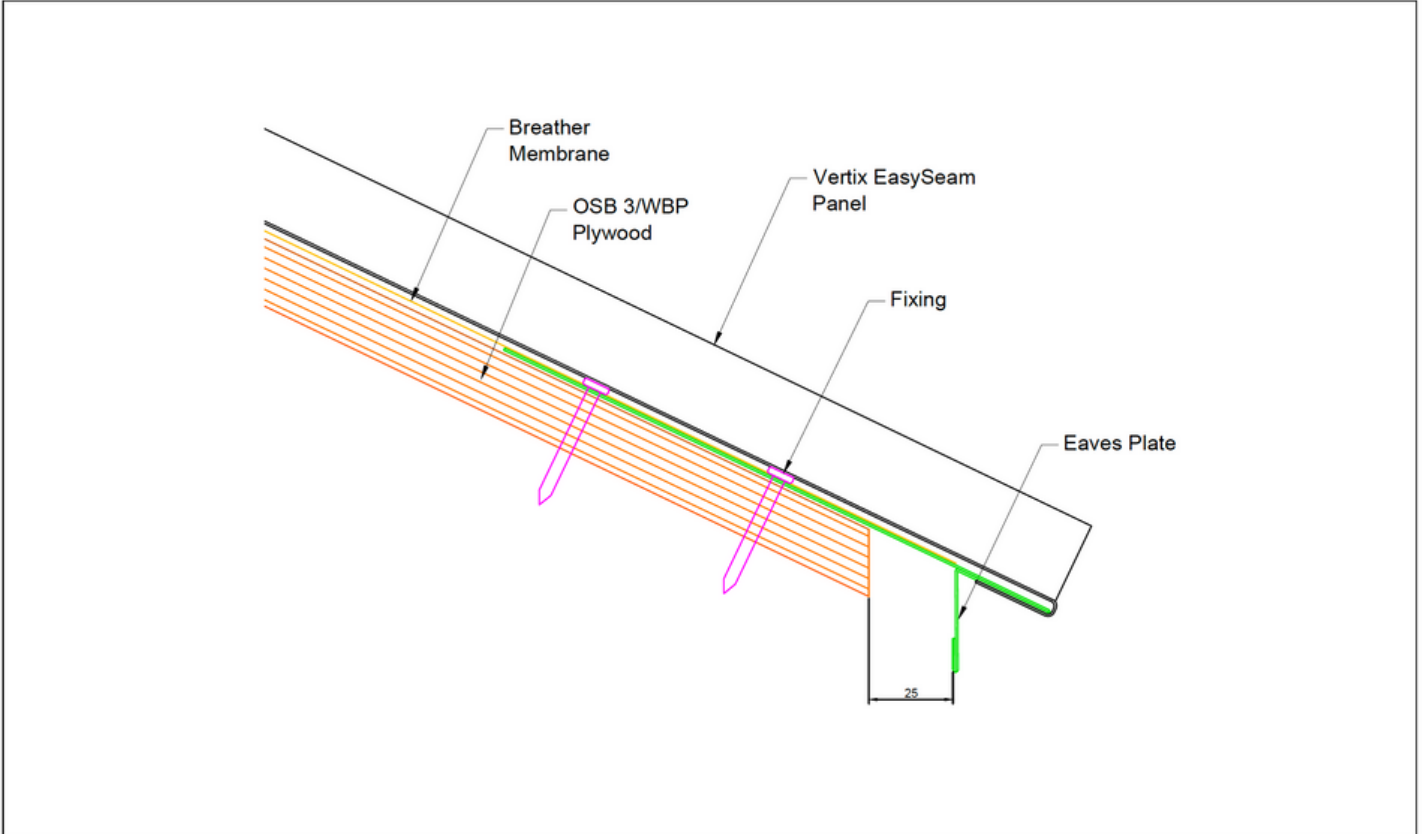 Breather
Membrane
Vertix EasySeam
Panel
OSB 3/WBP
Plywood
Fixing
Eaves Plate
25